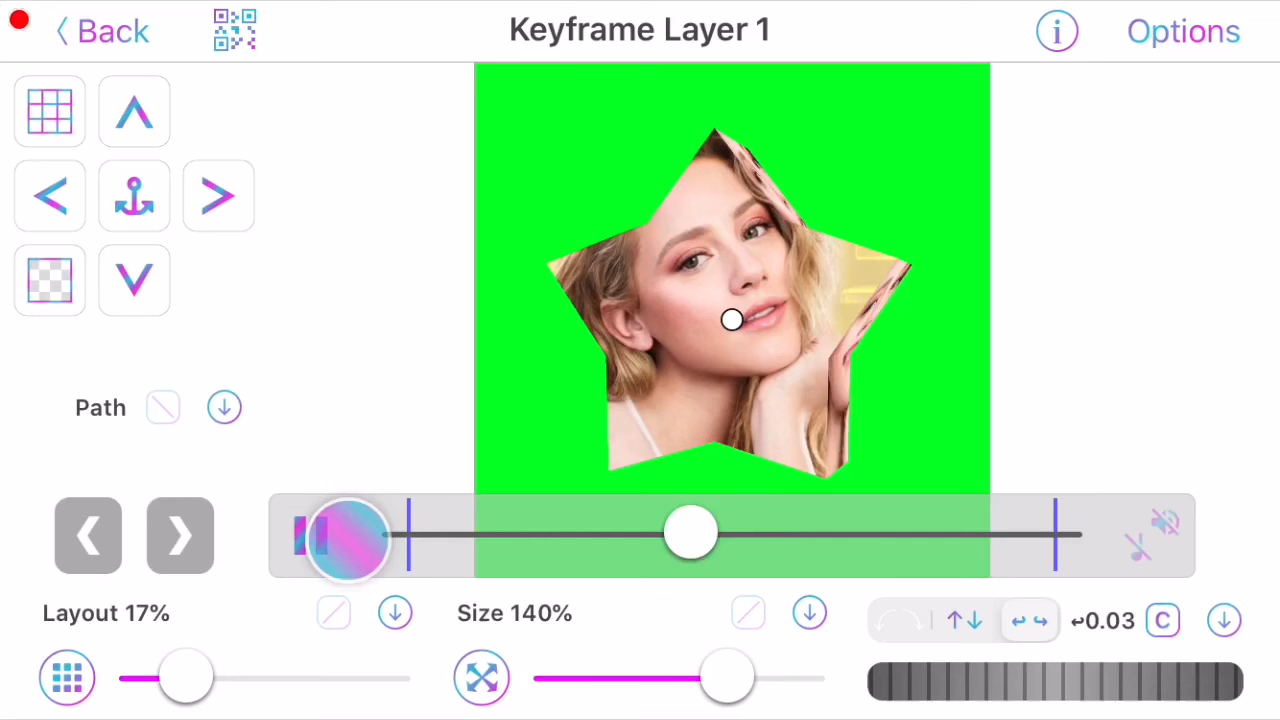 Back
Keyframe Layer 1
i
Options
Path
Layout 17%
Size 140%
↩0.03
C